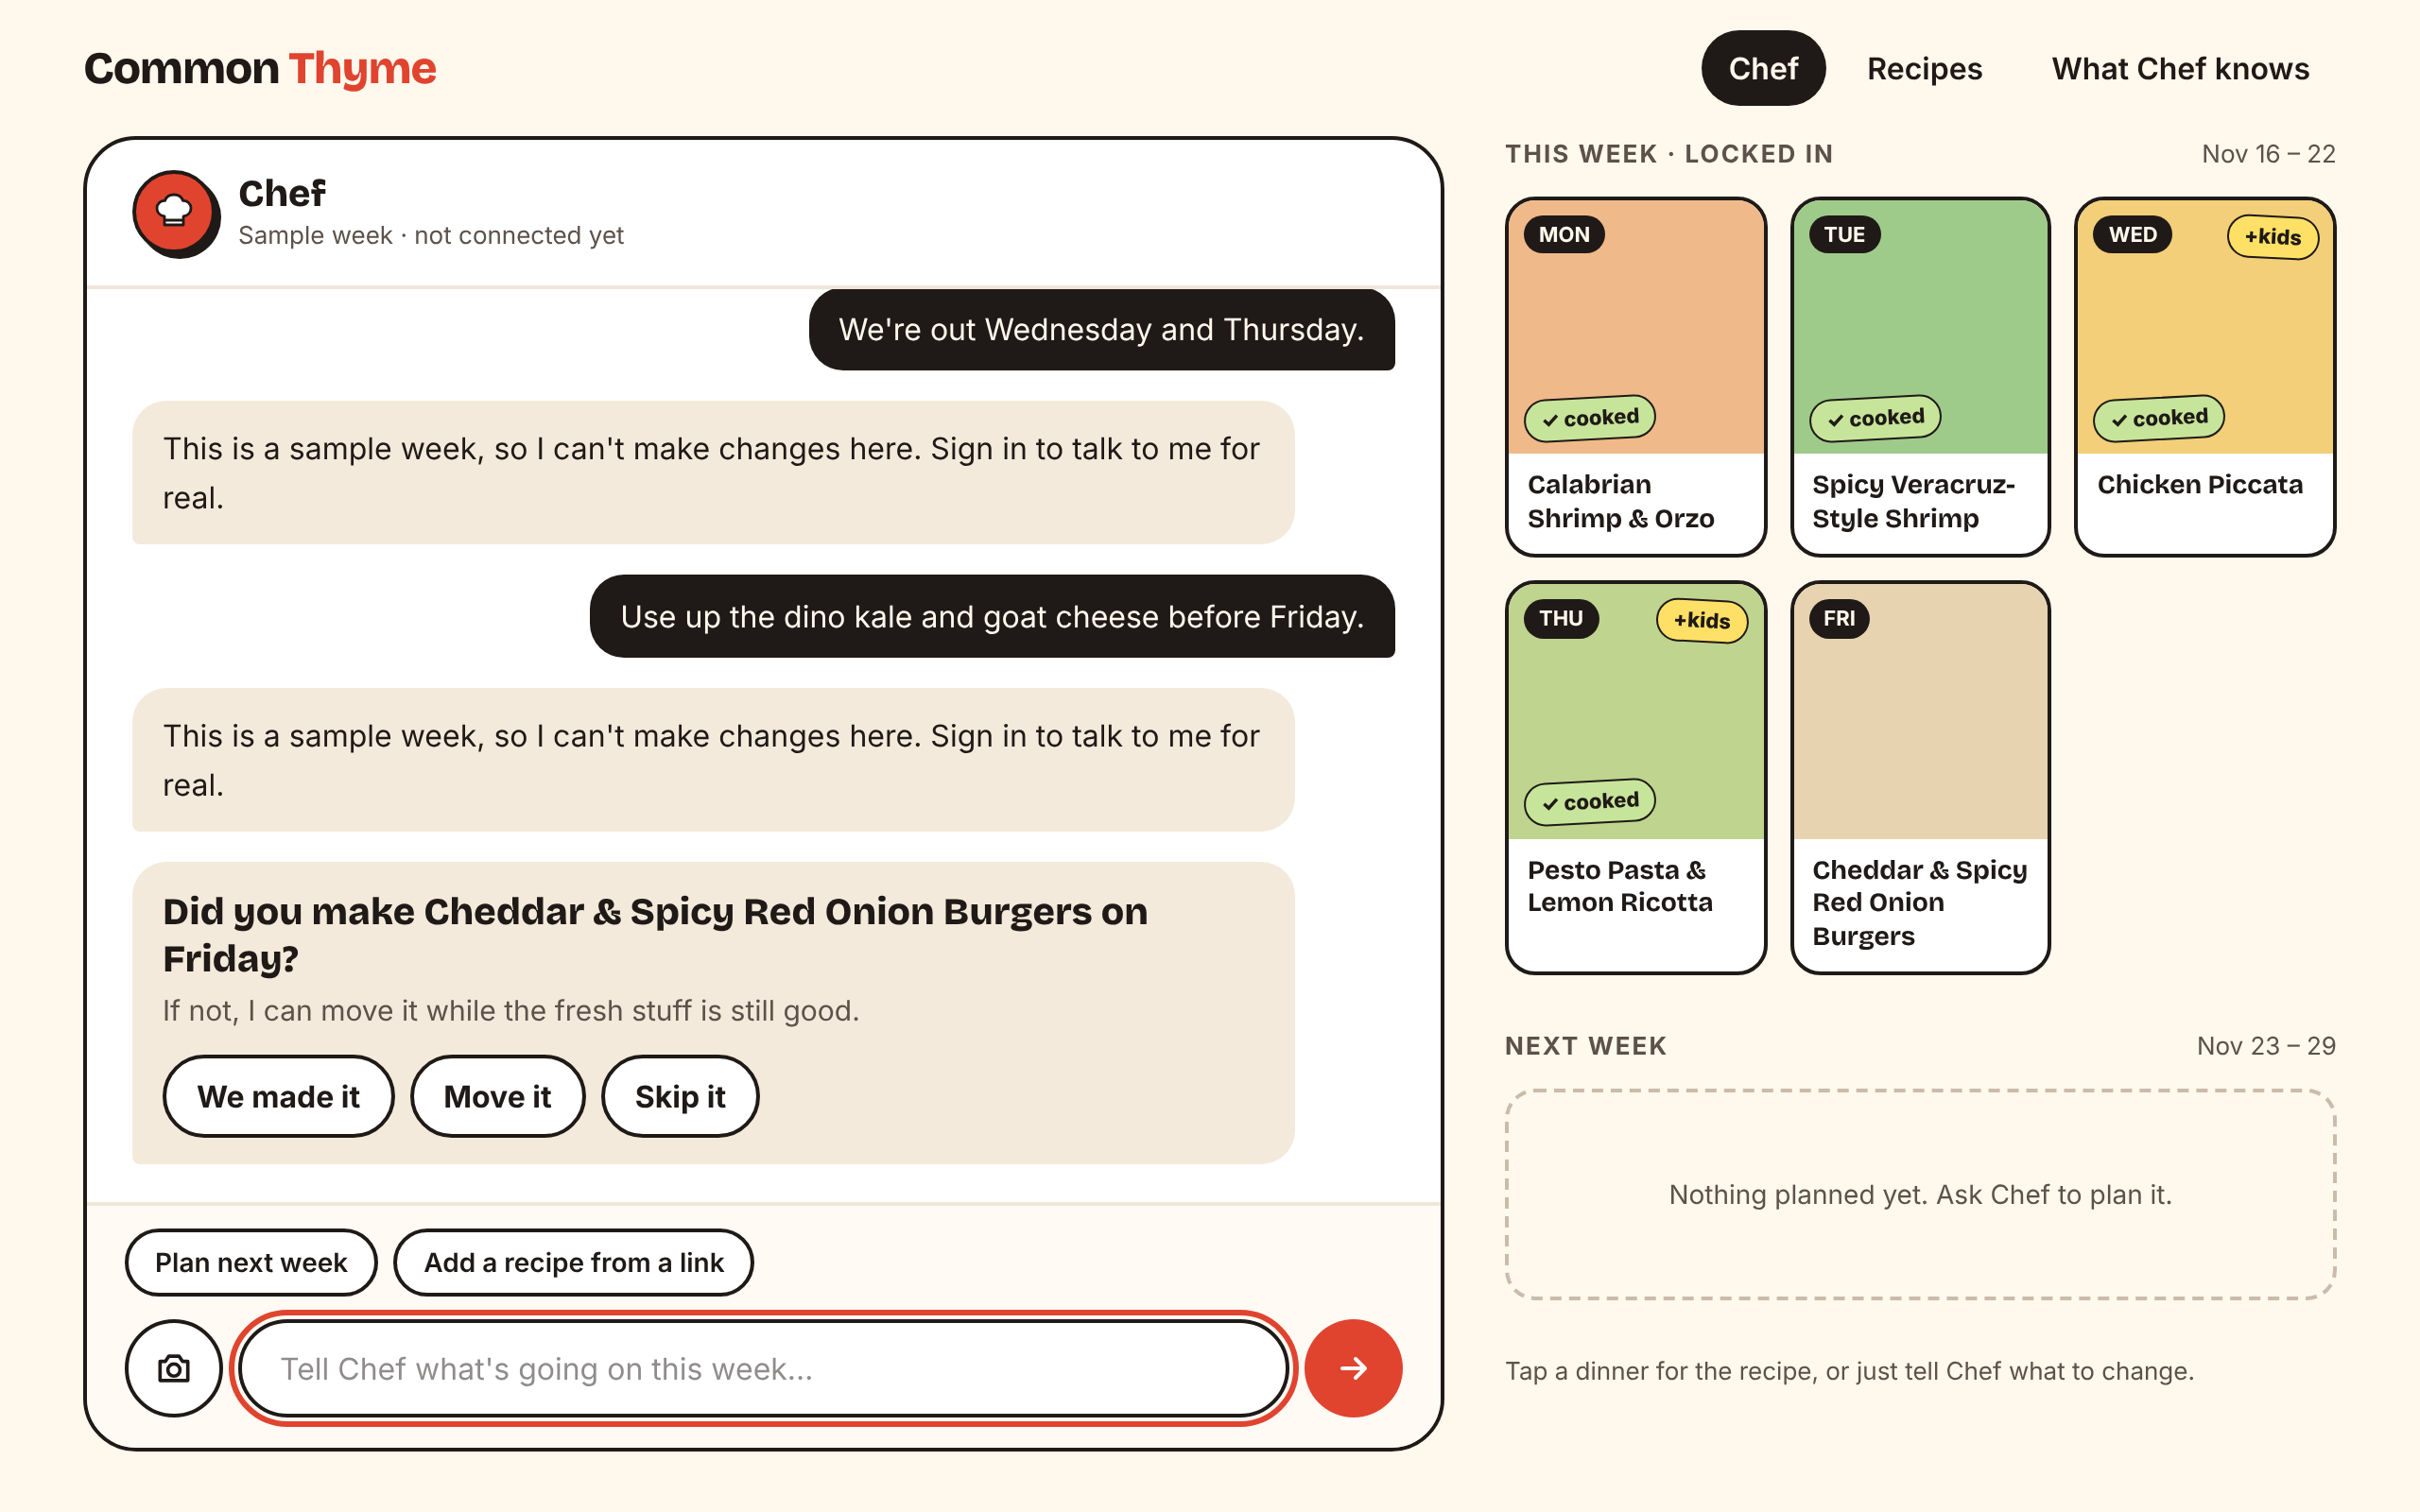 Common Thyme
Chef
Recipes
What Chef knows
Chef
Sample week · not connected yet
We're out Wednesday and Thursday.
This is a sample week, so I can't make changes here. Sign in to talk to me for
real.
Use up the dino kale and goat cheese before Friday.
This is a sample week, so I can't make changes here. Sign in to talk to me for
real.
Did you make Cheddar & Spicy Red Onion Burgers on
Friday?
If not, I can move it while the fresh stuff is still good.
We made it
Move it
Skip it
Plan next week
Add a recipe from a link
Tell Chef what's going on this week...
THIS WEEK · LOCKED IN
Nov 16 – 22
MON
cooked
Calabrian
Shrimp & Orzo
TUE
cooked
Spicy Veracruz-
Style Shrimp
WED
+kids
cooked
Chicken Piccata
THU
+kids
cooked
Pesto Pasta &
Lemon Ricotta
FRI
Cheddar & Spicy
Red Onion
Burgers
NEXT WEEK
Nov 23 – 29
Nothing planned yet. Ask Chef to plan it.
Tap a dinner for the recipe, or just tell Chef what to change.